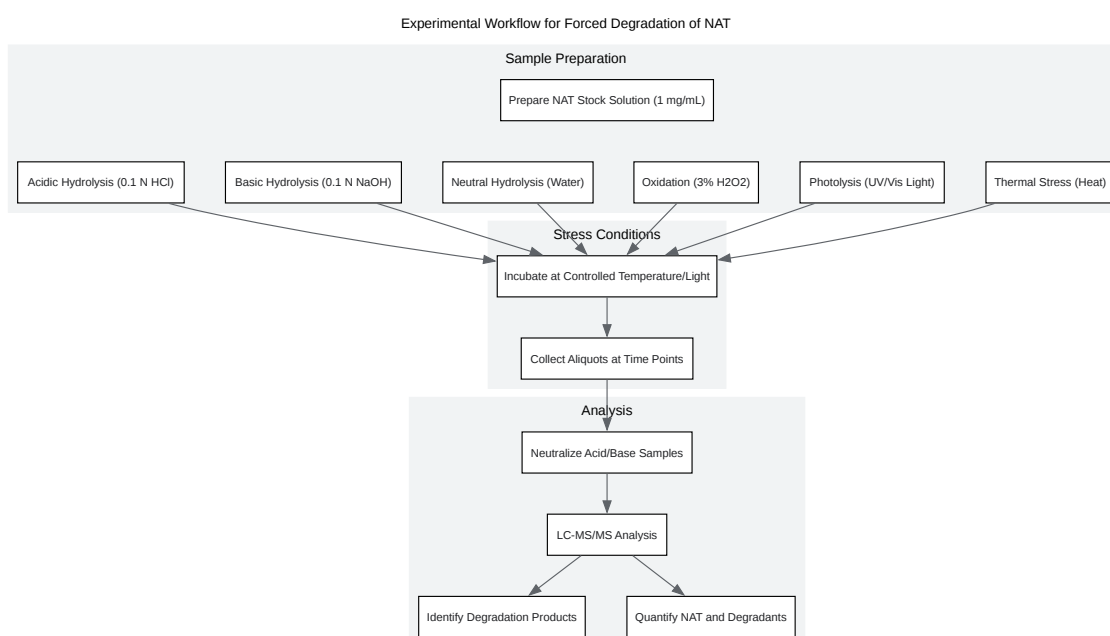 Experimental Workflow for Forced Degradation of NAT
Sample Preparation
Prepare NAT Stock Solution (1 mg/mL)
Acidic Hydrolysis (0.1 N HCl)
Basic Hydrolysis (0.1 N NaOH)
Neutral Hydrolysis (Water)
Oxidation (3% H2O2)
Photolysis (UV/Vis Light)
Thermal Stress (Heat)
Stress Conditions
Incubate at Controlled Temperature/Light
Collect Aliquots at Time Points
Analysis
Neutralize Acid/Base Samples
LC-MS/MS Analysis
Identify Degradation Products
Quantify NAT and Degradants